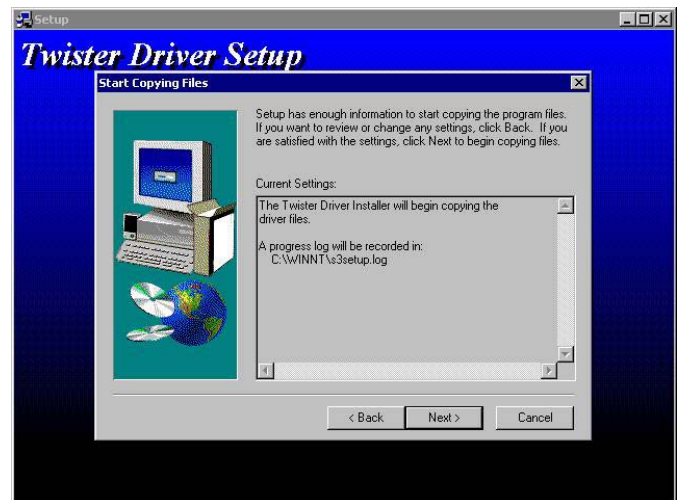 Setup
Twister Driver Setup
Start Copying Files
Setup has enough information to start copying the program files.
If you want to review or change any settings, click Back. If you
are satisfied with the settings, click Next to begin copying files.
Current Settings:
The Twister Driver Installer will begin copying the
driver files.
A progress log will be recorded in:
C:\WINNT\s3setup.log
< Back
Next >
Cancel